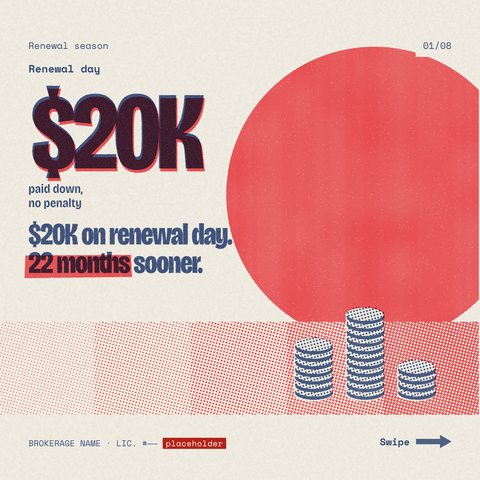 Renewal season
01/08
Renewal day
$20K
paid down,
no penalty
$20K on renewal day.
22 months sooner.
BROKERAGE NAME · LIC. #—— placeholder
Swipe